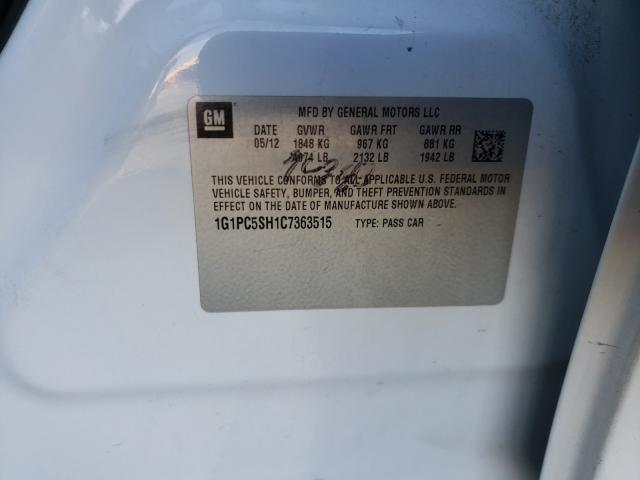 GM
MFD BY GENERAL MOTORS LLC
DATE GVWR GAWR FRT GAWR RR
05/12 1848 KG 967 KG 881 KG
4074 LB 2132 LB 1942 LB
THIS VEHICLE CONFORMS TO ALL APPLICABLE U.S. FEDERAL MOTOR
VEHICLE SAFETY, BUMPER, AND THEFT PREVENTION STANDARDS IN
EFFECT ON THE DATE OF MANUFACTURE SHOWN ABOVE.
1G1PC5SH1C7363515 TYPE: PASS CAR